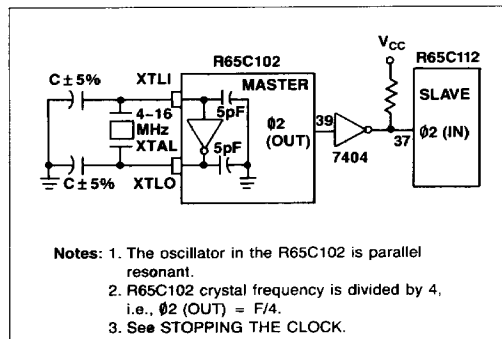 R65C102
MASTER
XTLI
C ± 5%
5pF
4-16
MHz
XTAL
5pF
XTLO
C ± 5%
Ø2
(OUT)
39
7404
VCC
37
R65C112
SLAVE
Ø2 (IN)
Notes: 1. The oscillator in the R65C102 is parallel
resonant.
2. R65C102 crystal frequency is divided by 4,
i.e., Ø2 (OUT) = F/4.
3. See STOPPING THE CLOCK.